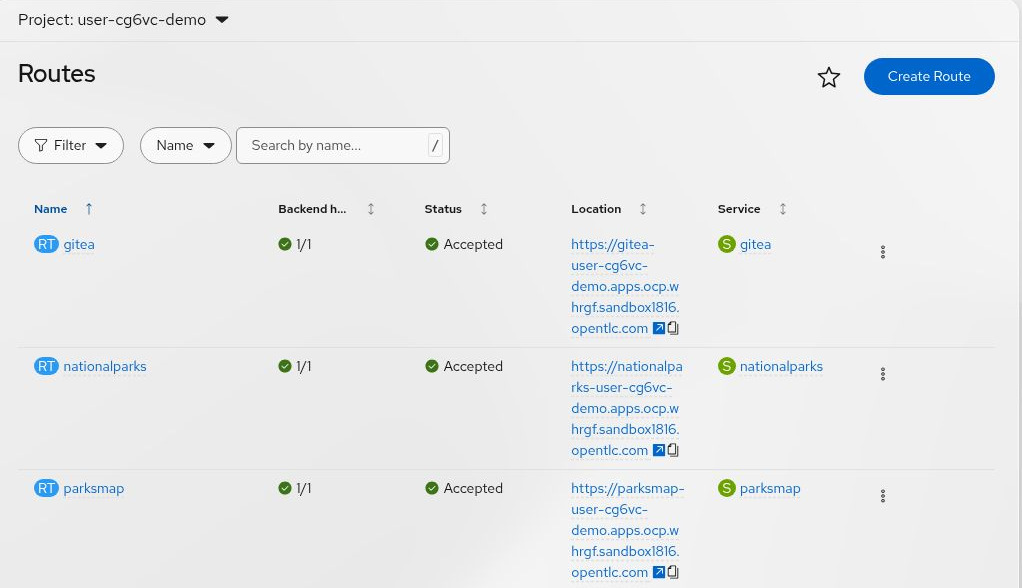 Project: user-cg6vc-demo
Routes
Create Route
Filter
Name
Search by name...
/
Name
Backend h...
Status
Location
Service
RT gitea
1/1
Accepted
https://gitea-
user-cg6vc-
demo.apps.ocp.w
hrgf.sandbox1816.
opentlc.com
S gitea
RT nationalparks
1/1
Accepted
https://nationalpa
rks-user-cg6vc-
demo.apps.ocp.w
hrgf.sandbox1816.
opentlc.com
S nationalparks
RT parksmap
1/1
Accepted
https://parksmap-
user-cg6vc-
demo.apps.ocp.w
hrgf.sandbox1816.
opentlc.com
S parksmap